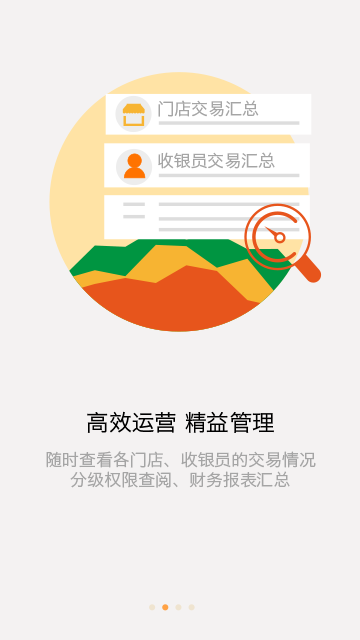 门店交易汇总
收银员交易汇总
高效运营 精益管理
随时查看各门店、收银员的交易情况
分级权限查阅、财务报表汇总